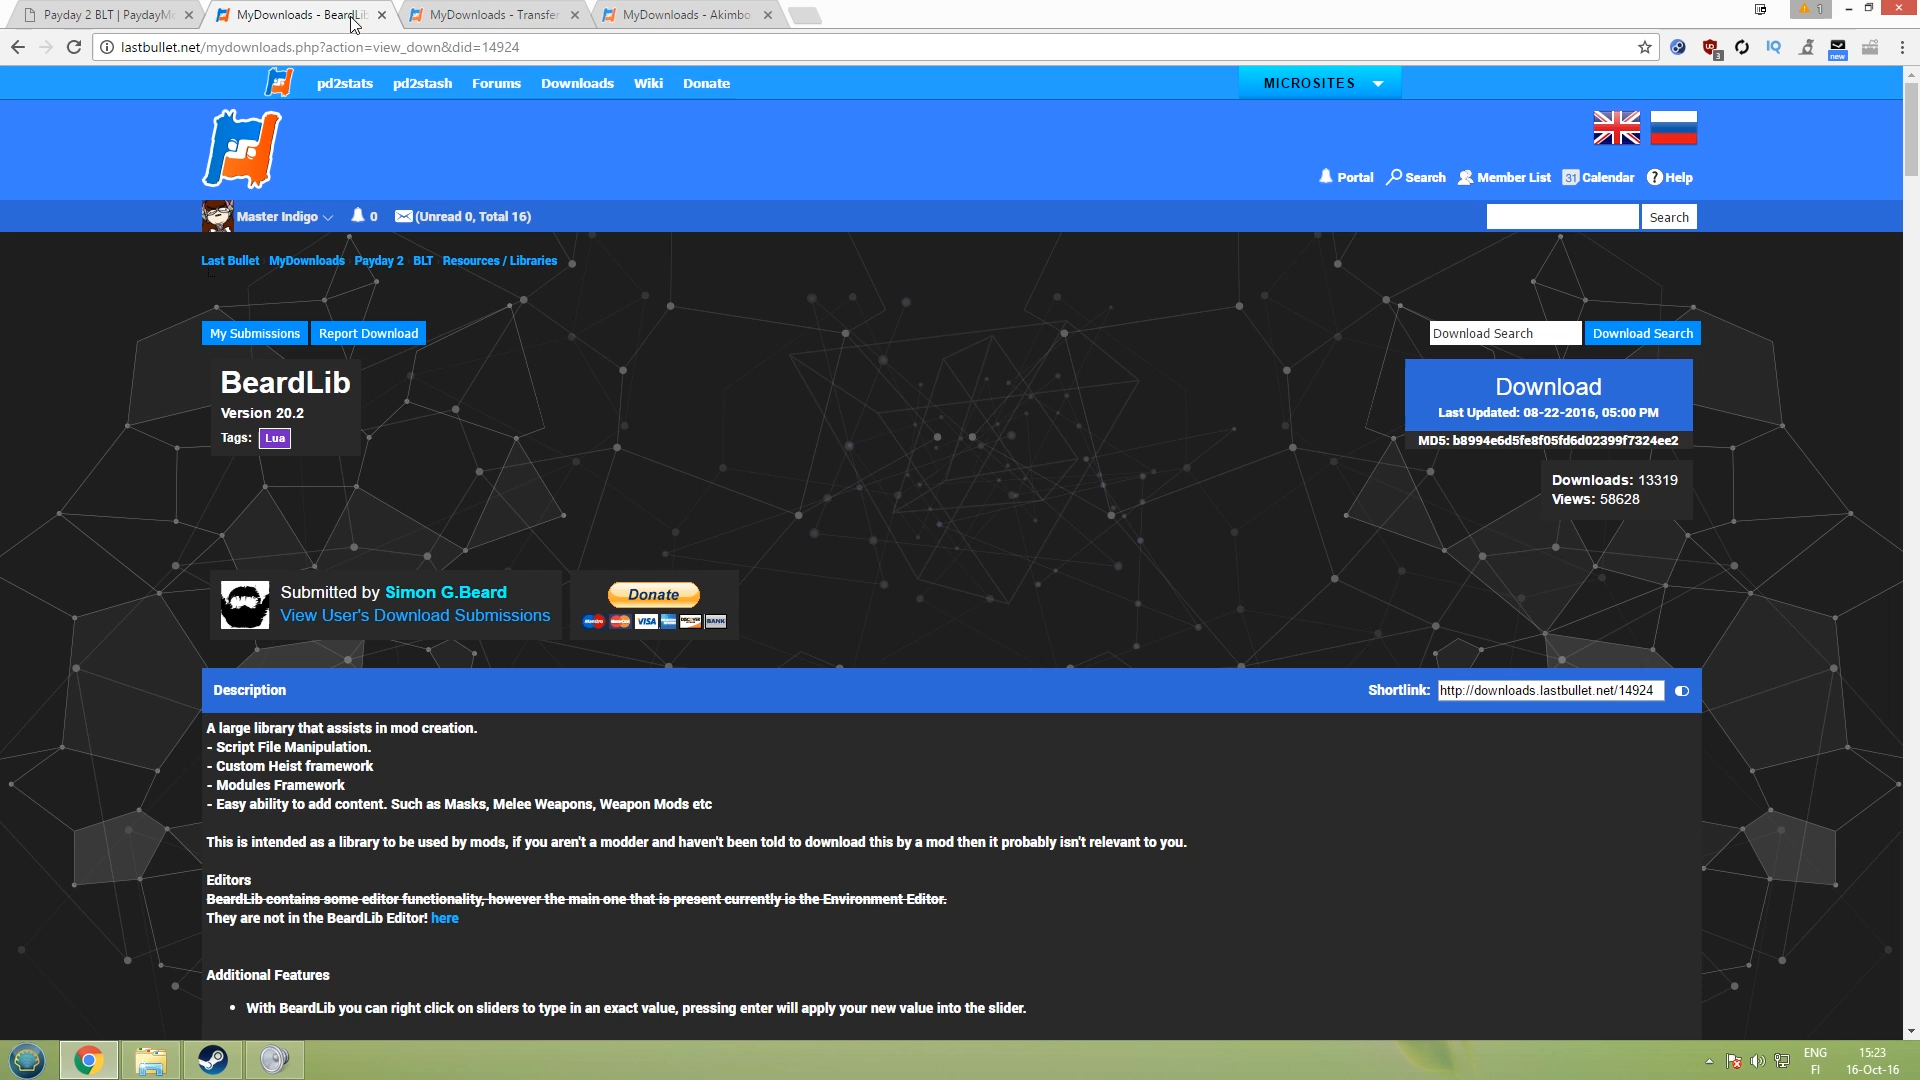 Payday 2 BLT | PaydayMo
MyDownloads - BeardLib
MyDownloads - Transfer
MyDownloads - Akimbo
1
lastbullet.net/mydownloads.php?action=view_down&did=14924
3
IQ
new
pd2stats pd2stash Forums Downloads Wiki Donate
MICROSITES
Portal Search Member List 31 Calendar ? Help
Master Indigo 0 (Unread 0, Total 16)
Search
Last Bullet MyDownloads Payday 2 BLT Resources / Libraries
My Submissions Report Download
Download Search Download Search
BeardLib
Version 20.2
Tags: Lua
Download
Last Updated: 08-22-2016, 05:00 PM
MD5: b8994e6d5fe8f05fd6d02399f7324ee2
Downloads: 13319
Views: 58628
Submitted by Simon G.Beard
View User's Download Submissions
Donate
VISA
BANK
Description
Shortlink: http://downloads.lastbullet.net/14924
A large library that assists in mod creation.
- Script File Manipulation.
- Custom Heist framework
- Modules Framework
- Easy ability to add content. Such as Masks, Melee Weapons, Weapon Mods etc
This is intended as a library to be used by mods, if you aren't a modder and haven't been told to download this by a mod then it probably isn't relevant to you.
Editors
BeardLib contains some editor functionality, however the main one that is present currently is the Environment Editor.
They are not in the BeardLib Editor! here
Additional Features
• With BeardLib you can right click on sliders to type in an exact value, pressing enter will apply your new value into the slider.
ENG
FI
15:23
16-Oct-16